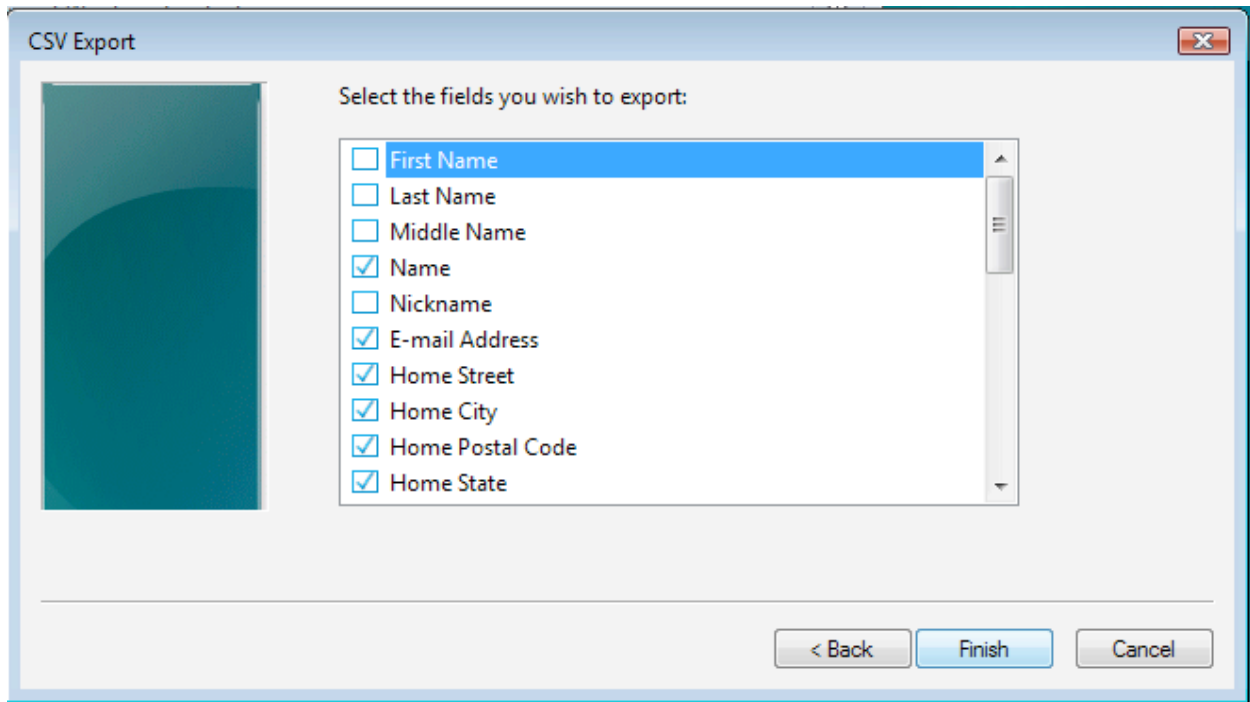 CSV Export
Select the fields you wish to export:
First Name
Last Name
Middle Name
Name
Nickname
E-mail Address
Home Street
Home City
Home Postal Code
Home State
< Back
Finish
Cancel